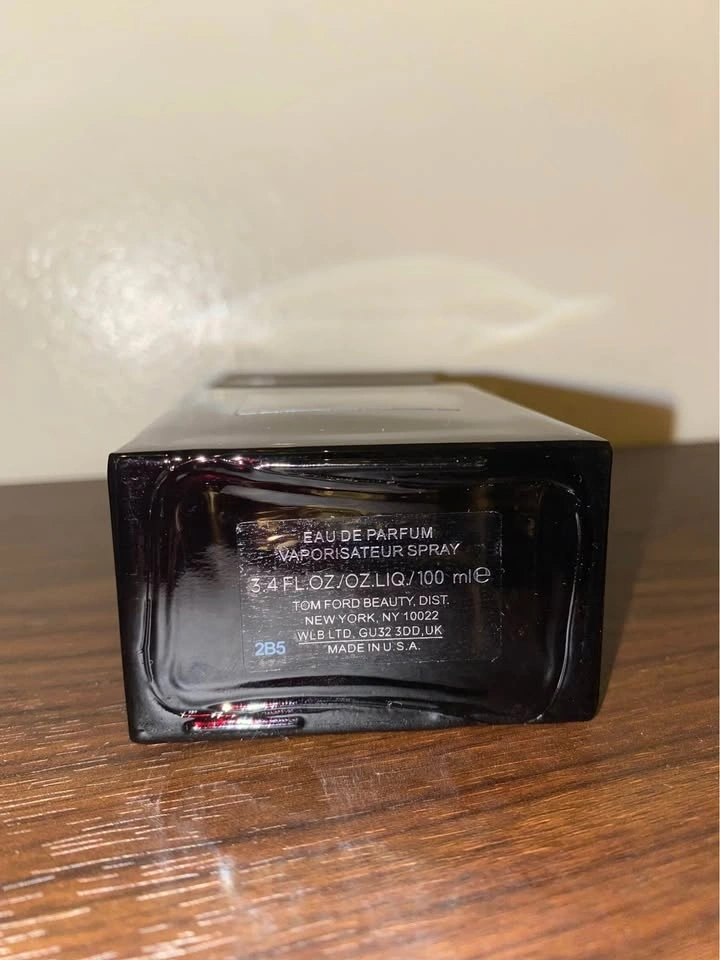 EAU DE PARFUM
VAPORISATEUR SPRAY
3.4 FL.OZ./OZ.LIQ./100 ml℮
TOM FORD BEAUTY, DIST.
NEW YORK, NY 10022
WLB LTD, GU32 3DD,UK
2B5 MADE IN U.S.A.